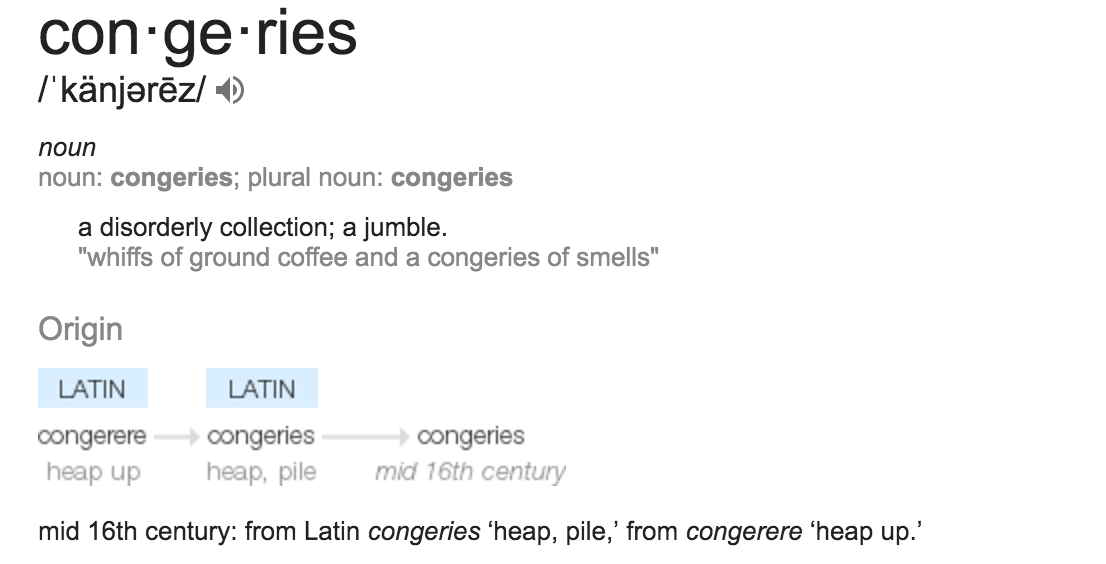 con·ge·ries
/ˈkänjərēz/
noun
noun: congeries; plural noun: congeries
a disorderly collection; a jumble.
"whiffs of ground coffee and a congeries of smells"
Origin
LATIN LATIN
congerere congeries congeries
heap up heap, pile mid 16th century
mid 16th century: from Latin congeries ‘heap, pile,’ from congerere ‘heap up.’